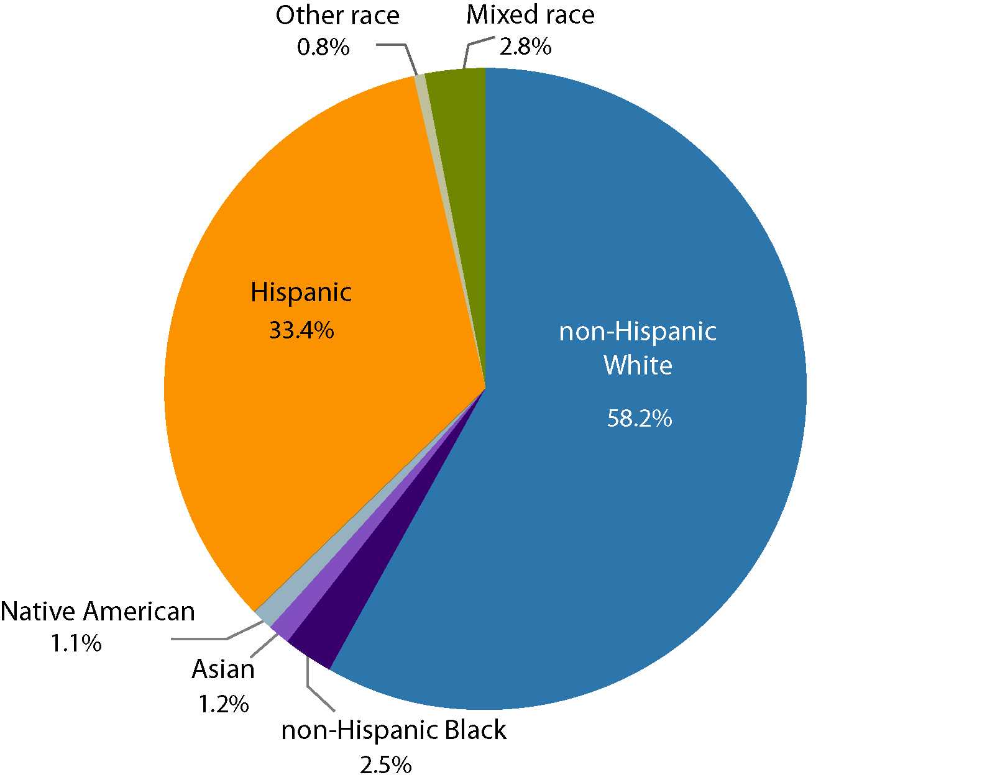 Other race
0.8%
Mixed race
2.8%
Hispanic
33.4%
non-Hispanic
White
58.2%
Native American
1.1%
Asian
1.2%
non-Hispanic Black
2.5%